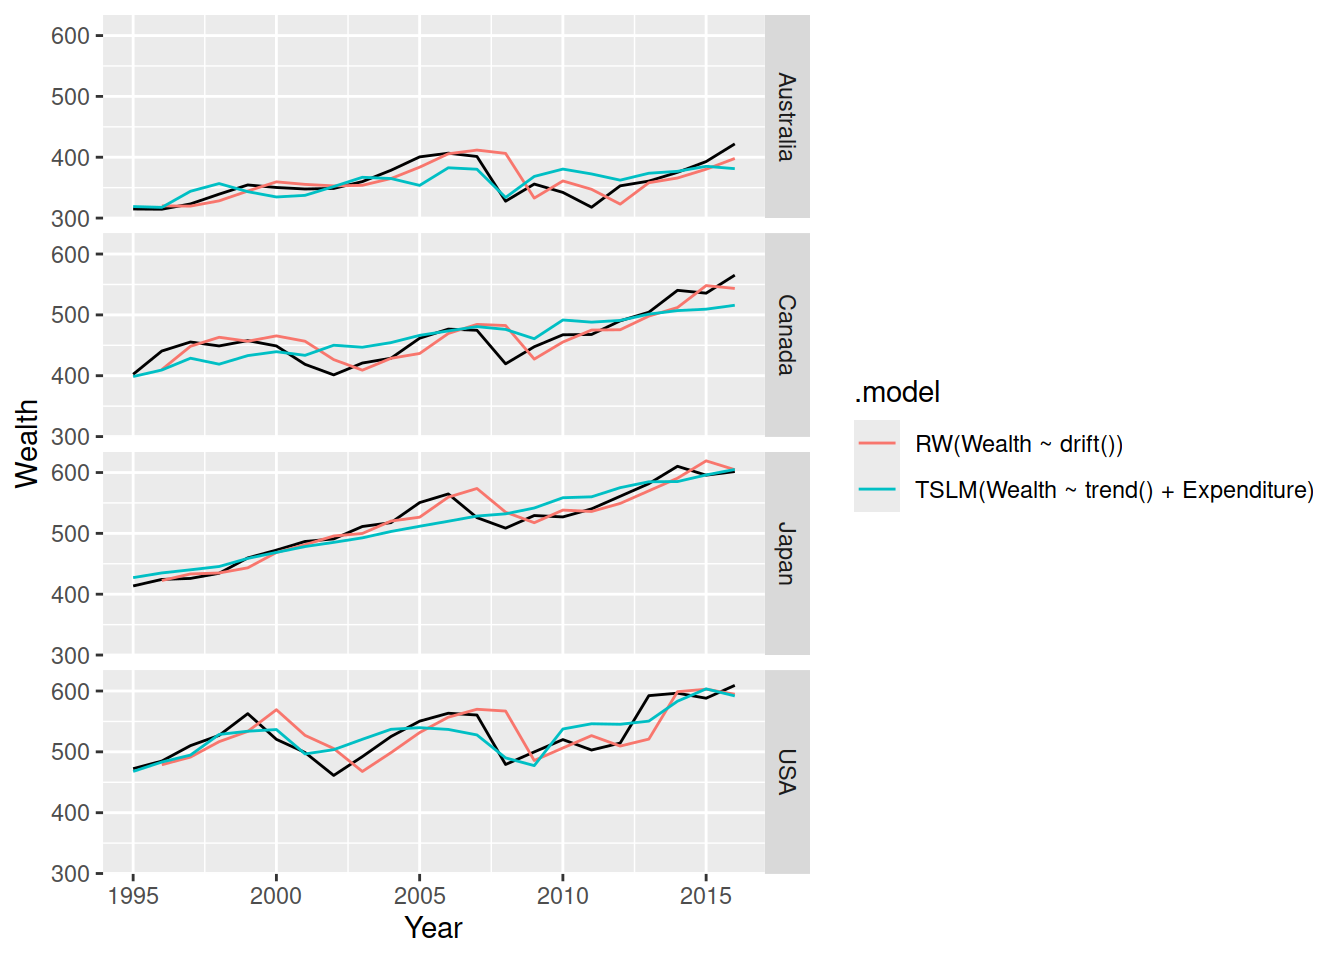 600
500
400
300
Australia
600
500
400
300
Canada
600
500
400
300
Japan
600
500
400
300
USA
1995 2000 2005 2010 2015
Year
Wealth
.model
RW(Wealth ~ drift())
TSLM(Wealth ~ trend() + Expenditure)